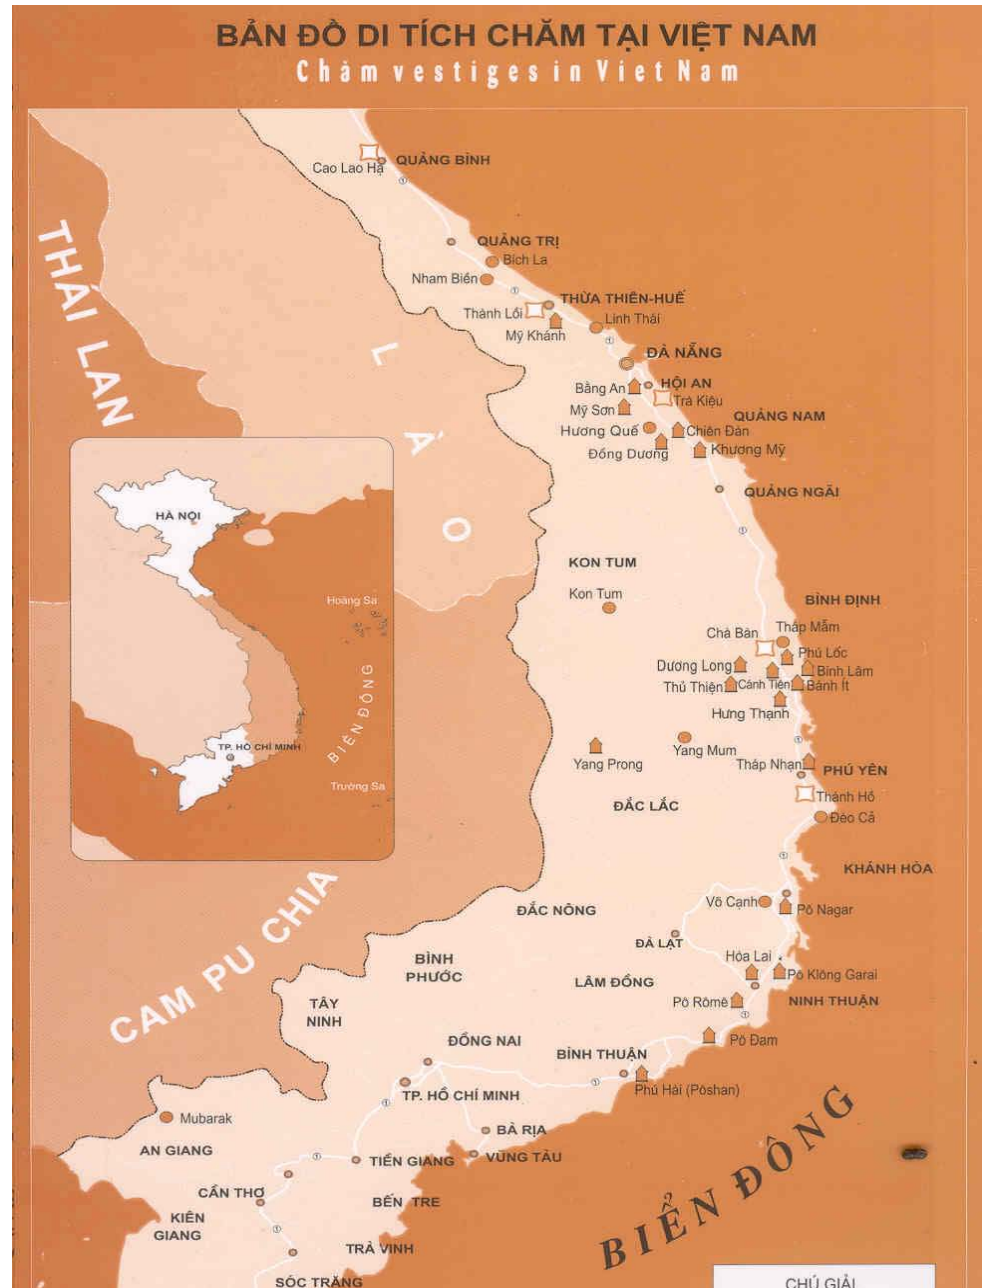 BẢN ĐỒ DI TÍCH CHĂM TẠI VIỆT NAM
Chăm vestiges in Viet Nam
Cao Lao Hạ
QUẢNG BÌNH
THÁI LAN
QUẢNG TRỊ
Bích La
Nham Biền
THỪA THIÊN-HUẾ
Thành Lồi
Linh Thái
Mỹ Khánh
LÀO
ĐÀ NẴNG
HỘI AN
Bằng An
Trà Kiệu
Mỹ Sơn
QUẢNG NAM
Hương Quế
Chiên Đàn
Đồng Dương
Khương Mỹ
QUẢNG NGÃI
HÀ NỘI
KON TUM
Kon Tum
Hoàng Sa
BÌNH ĐỊNH
Tháp Mẫm
Chà Bàn
Phú Lốc
Dương Long
Bình Lâm
Thủ Thiện
Cánh Tiên
Bánh Ít
Hưng Thạnh
BIỂN ĐÔNG
TP. HỒ CHÍ MINH
Trường Sa
Yang Prong
Yang Mum
Tháp Nhạn
PHÚ YÊN
ĐẮC LẮC
Thành Hồ
Đèo Cả
KHÁNH HÒA
CAM PU CHIA
ĐẮC NÔNG
Võ Cạnh
Pô Nagar
ĐÀ LẠT
BÌNH
PHƯỚC
Hòa Lai
Pô Klông Garai
LÂM ĐỒNG
TÂY
NINH
Pô Rômê
NINH THUẬN
Pô Đam
ĐỒNG NAI
BÌNH THUẬN
Phú Hài (Pôshan)
TP. HỒ CHÍ MINH
Mubarak
BÀ RỊA
AN GIANG
TIỀN GIANG
VŨNG TÀU
BIỂN ĐÔNG
CẦN THƠ
BẾN TRE
KIÊN
GIANG
TRÀ VINH
SÓC TRĂNG
CHÚ GIẢI